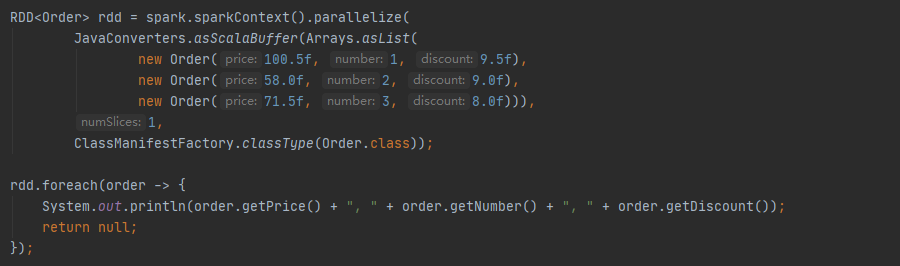 RDD<Order> rdd = spark.sparkContext().parallelize(
JavaConverters.asScalaBuffer(Arrays.asList(
new Order( price: 100.5f, number: 1, discount: 9.5f),
new Order( price: 58.0f, number: 2, discount: 9.0f),
new Order( price: 71.5f, number: 3, discount: 8.0f))),
numSlices: 1,
ClassManifestFactory.classType(Order.class));
rdd.foreach(order -> {
System.out.println(order.getPrice() + ", " + order.getNumber() + ", " + order.getDiscount());
return null;
});